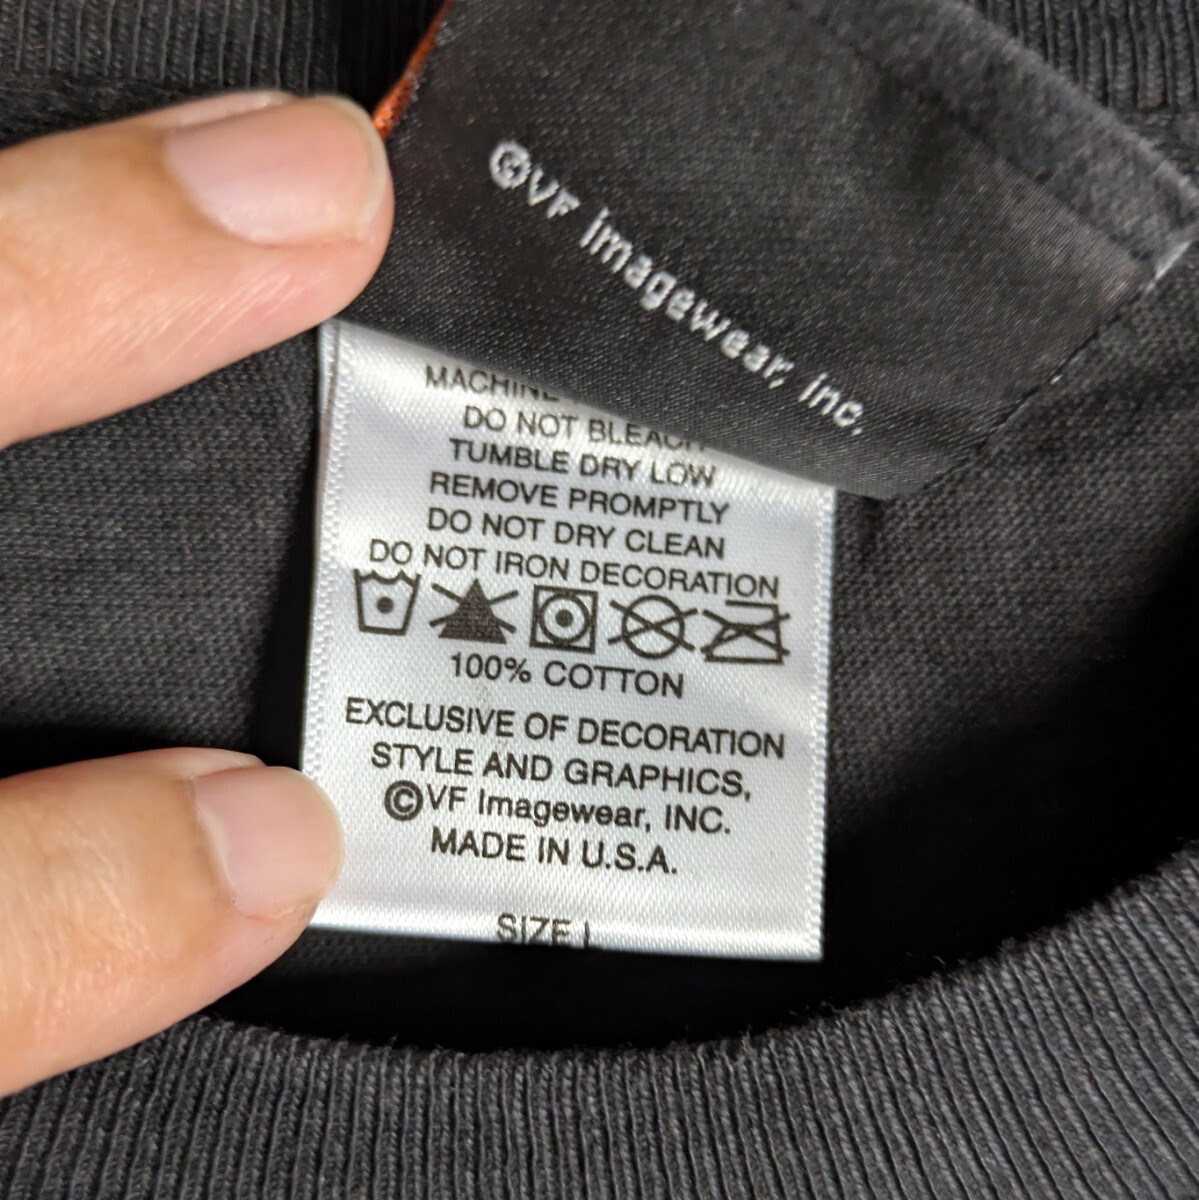 ©VF Imagewear, Inc.
MACHINE
DO NOT BLEACH
TUMBLE DRY LOW
REMOVE PROMPTLY
DO NOT DRY CLEAN
DO NOT IRON DECORATION
100% COTTON
EXCLUSIVE OF DECORATION
STYLE AND GRAPHICS,
©VF Imagewear, INC.
MADE IN U.S.A.
SIZE L